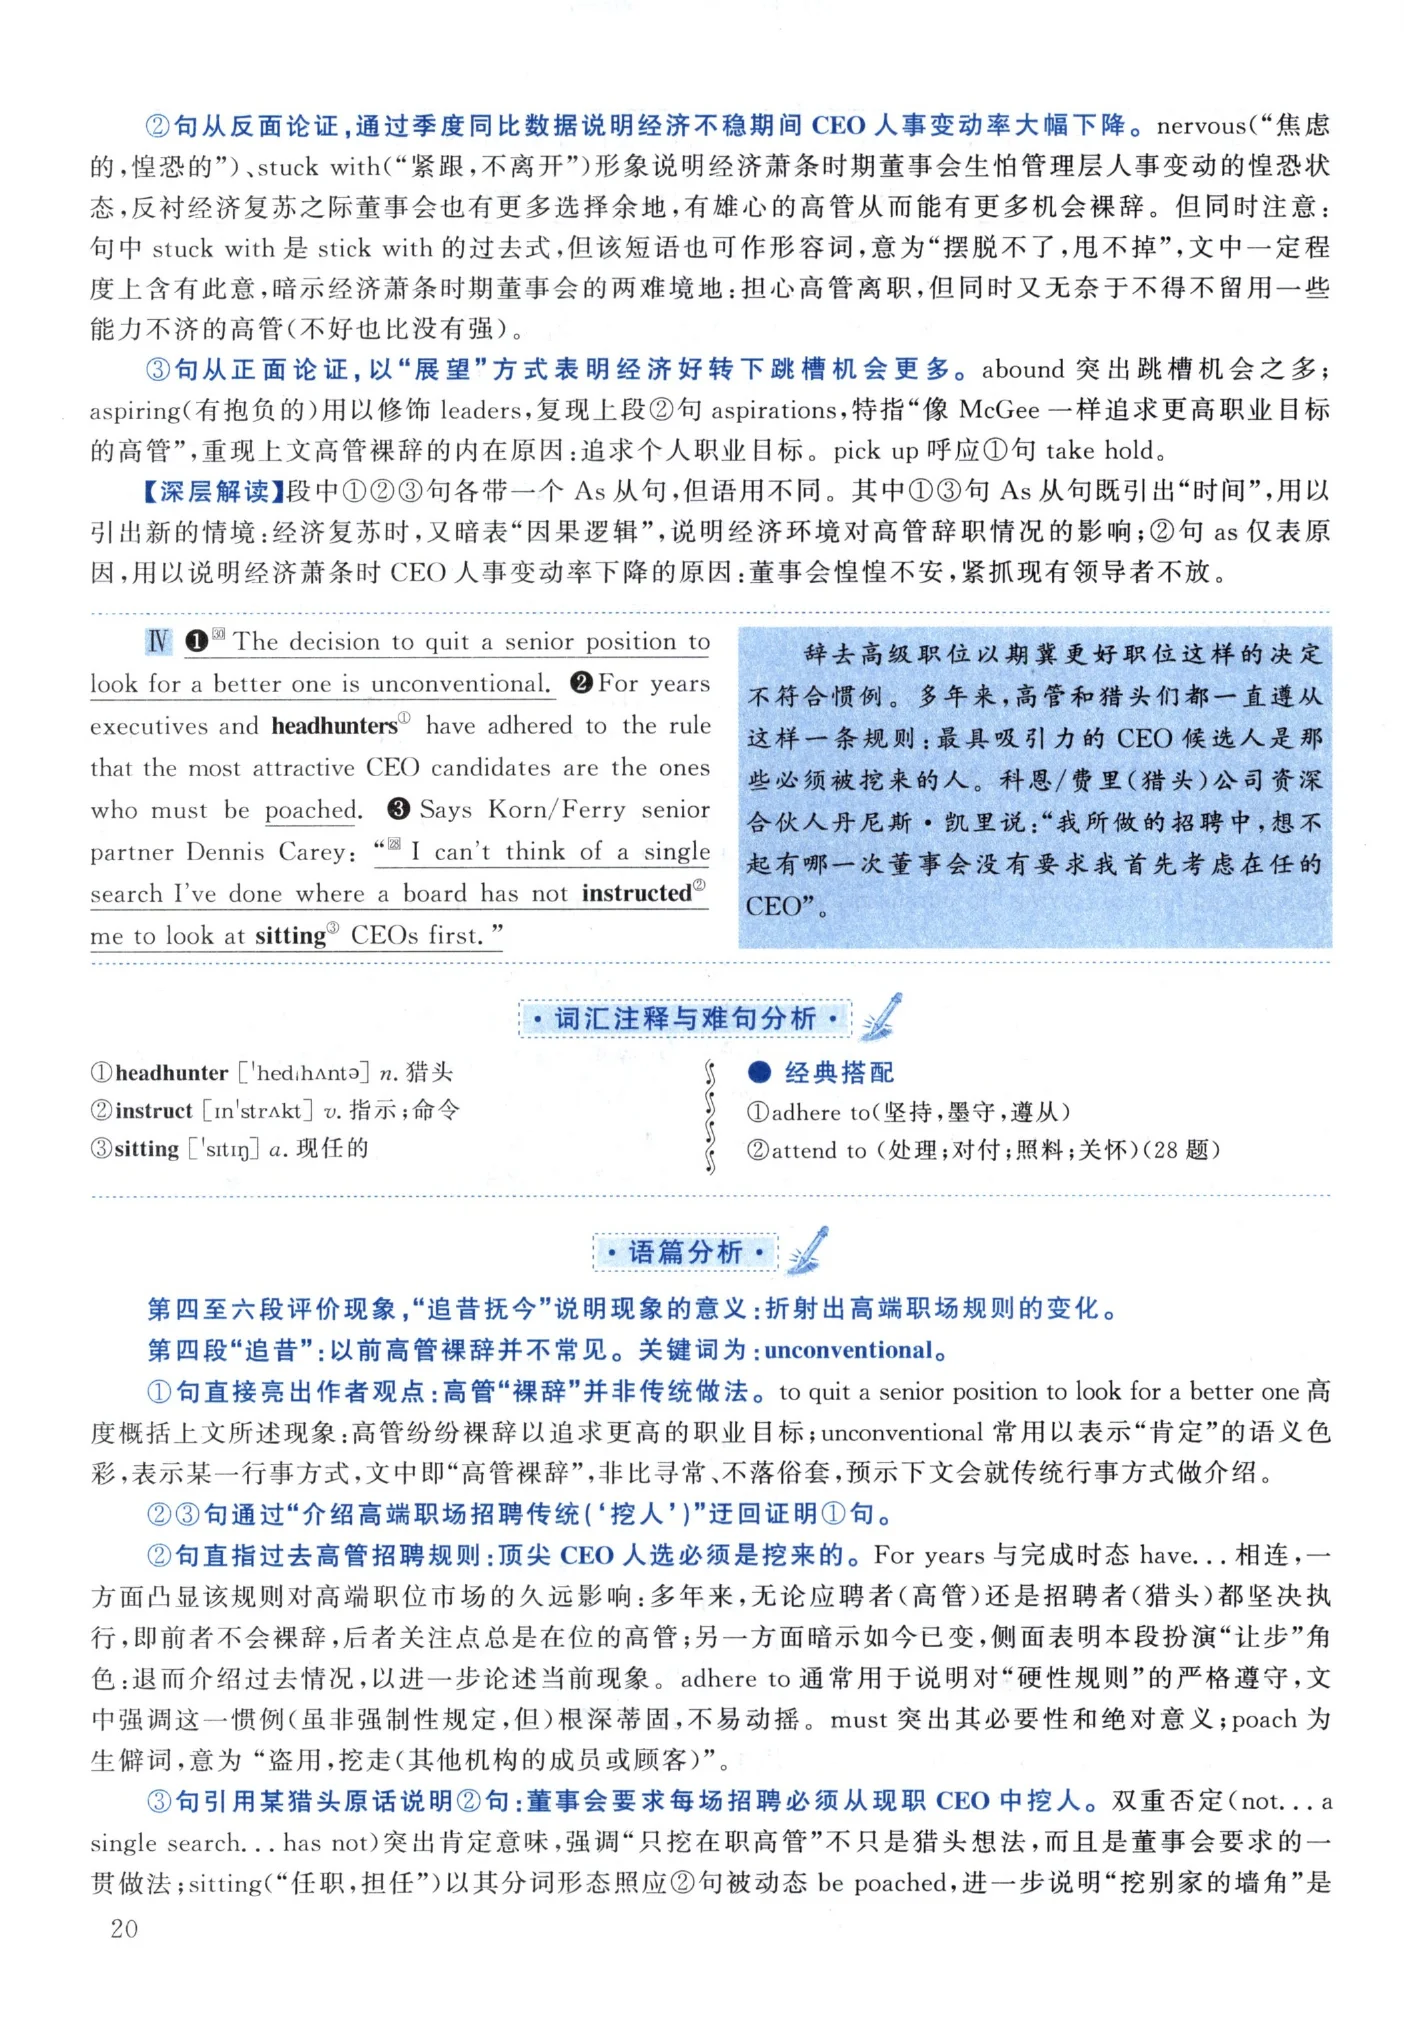 ②句从反面论证,通过季度同比数据说明经济不稳期间 CEO 人事变动率大幅下降。nervous(“焦虑
的,惶恐的”)、stuck with(“紧跟,不离开”)形象说明经济萧条时期董事会生怕管理层人事变动的惶恐状
态,反衬经济复苏之际董事会也有更多选择余地,有雄心的高管从而能有更多机会裸辞。但同时注意:
句中 stuck with 是 stick with 的过去式,但该短语也可作形容词,意为“摆脱不了,甩不掉”,文中一定程
度上含有此意,暗示经济萧条时期董事会的两难境地:担心高管离职,但同时又无奈于不得不留用一些
能力不济的高管(不好也比没有强)。
③句从正面论证,以“展望”方式表明经济好转下跳槽机会更多。abound 突出跳槽机会之多;
aspiring(有抱负的)用以修饰 leaders,复现上段②句 aspirations,特指“像 McGee 一样追求更高职业目标
的高管”,重现上文高管裸辞的内在原因:追求个人职业目标。pick up 呼应①句 take hold。
【深层解读】段中①②③句各带一个 As 从句,但语用不同。其中①③句 As 从句既引出“时间”,用以
引出新的情境:经济复苏时,又暗表“因果逻辑”,说明经济环境对高管辞职情况的影响;②句 as 仅表原
因,用以说明经济萧条时 CEO 人事变动率下降的原因:董事会惶惶不安,紧抓现有领导者不放。
Ⅳ ❶[30] The decision to quit a senior position to
look for a better one is unconventional. ❷For years
executives and headhunters① have adhered to the rule
that the most attractive CEO candidates are the ones
who must be poached. ❸ Says Korn/Ferry senior
partner Dennis Carey: “[28] I can't think of a single
search I've done where a board has not instructed②
me to look at sitting③ CEOs first.”
辞去高级职位以期冀更好职位这样的决定
不符合惯例。多年来,高管和猎头们都一直遵从
这样一条规则:最具吸引力的 CEO 候选人是那
些必须被挖来的人。科恩/费里(猎头)公司资深
合伙人丹尼斯·凯里说:“我所做的招聘中,想不
起有哪一次董事会没有要求我首先考虑在任的
CEO”。
·词汇注释与难句分析·
①headhunter [ˈhedˌhʌntə] n. 猎头
②instruct [ɪnˈstrʌkt] v. 指示;命令
③sitting [ˈsɪtɪŋ] a. 现任的
● 经典搭配
①adhere to(坚持,墨守,遵从)
②attend to (处理;对付;照料;关怀)(28 题)
·语篇分析·
第四至六段评价现象,“追昔抚今”说明现象的意义:折射出高端职场规则的变化。
第四段“追昔”:以前高管裸辞并不常见。关键词为:unconventional。
①句直接亮出作者观点:高管“裸辞”并非传统做法。to quit a senior position to look for a better one 高
度概括上文所述现象:高管纷纷裸辞以追求更高的职业目标;unconventional 常用以表示“肯定”的语义色
彩,表示某一行事方式,文中即“高管裸辞”,非比寻常、不落俗套,预示下文会就传统行事方式做介绍。
②③句通过“介绍高端职场招聘传统(‘挖人’)”迂回证明①句。
②句直指过去高管招聘规则:顶尖 CEO 人选必须是挖来的。For years 与完成时态 have... 相连,一
方面凸显该规则对高端职位市场的久远影响:多年来,无论应聘者(高管)还是招聘者(猎头)都坚决执
行,即前者不会裸辞,后者关注点总是在位的高管;另一方面暗示如今已变,侧面表明本段扮演“让步”角
色:退而介绍过去情况,以进一步论述当前现象。adhere to 通常用于说明对“硬性规则”的严格遵守,文
中强调这一惯例(虽非强制性规定,但)根深蒂固,不易动摇。must 突出其必要性和绝对意义;poach 为
生僻词,意为 “盗用,挖走(其他机构的成员或顾客)”。
③句引用某猎头原话说明②句:董事会要求每场招聘必须从现职 CEO 中挖人。双重否定(not... a
single search... has not)突出肯定意味,强调“只挖在职高管”不只是猎头想法,而且是董事会要求的一
贯做法;sitting(“任职,担任”)以其分词形态照应②句被动态 be poached,进一步说明“挖别家的墙角”是
20